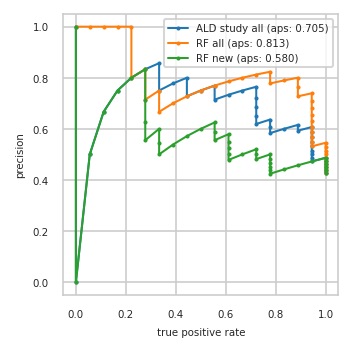 ALD study all (aps: 0.705)
RF all (aps: 0.813)
RF new (aps: 0.580)
1.0
0.8
0.6
0.4
0.2
0.0
precision
0.0 0.2 0.4 0.6 0.8 1.0
true positive rate